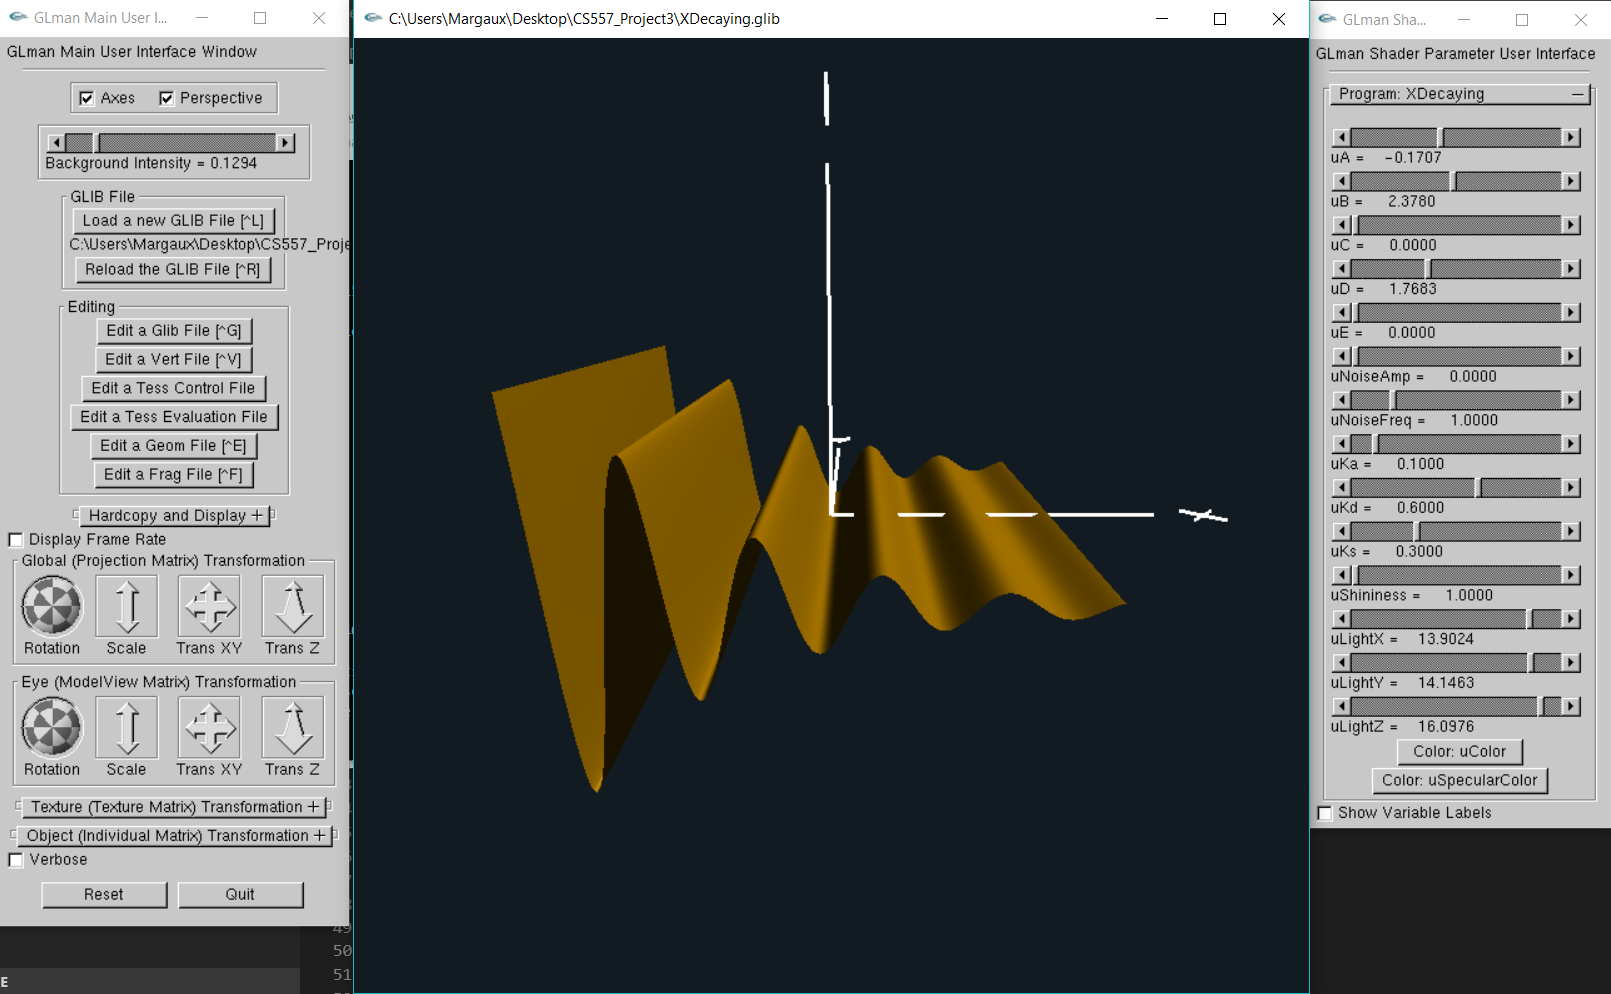 GLman Main User I...
GLman Main User Interface Window
Axes
Perspective
Background Intensity = 0.1294
GLIB File
Load a new GLIB File [^L]
C:\Users\Margaux\Desktop\CS557_Proje
Reload the GLIB File [^R]
Editing
Edit a Glib File [^G]
Edit a Vert File [^V]
Edit a Tess Control File
Edit a Tess Evaluation File
Edit a Geom File [^E]
Edit a Frag File [^F]
Hardcopy and Display +
Display Frame Rate
Global (Projection Matrix) Transformation
Rotation
Scale
Trans XY
Trans Z
Eye (ModelView Matrix) Transformation
Rotation
Scale
Trans XY
Trans Z
Texture (Texture Matrix) Transformation +
Object (Individual Matrix) Transformation +
Verbose
Reset
Quit
49
50
51
E
C:\Users\Margaux\Desktop\CS557_Project3\XDecaying.glib
X
GLman Sha...
GLman Shader Parameter User Interface
Program: XDecaying
uA = -0.1707
uB = 2.3780
uC = 0.0000
uD = 1.7683
uE = 0.0000
uNoiseAmp = 0.0000
uNoiseFreq = 1.0000
uKa = 0.1000
uKd = 0.6000
uKs = 0.3000
uShininess = 1.0000
uLightX = 13.9024
uLightY = 14.1463
uLightZ = 16.0976
Color: uColor
Color: uSpecularColor
Show Variable Labels